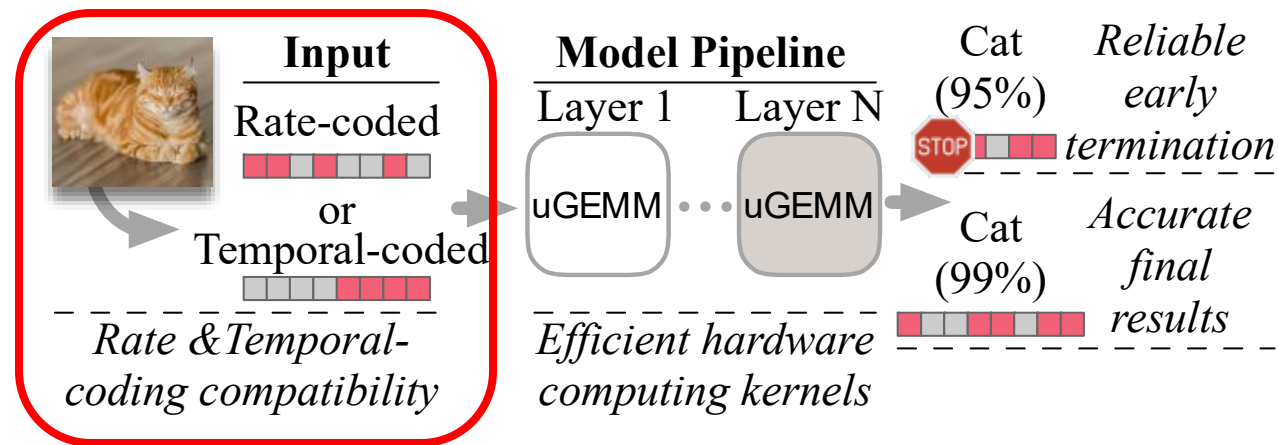 Input
Rate-coded
or
Temporal-coded
Rate &Temporal-
coding compatibility
Model Pipeline
Layer 1
Layer N
uGEMM
uGEMM
Efficient hardware
computing kernels
Cat
(95%)
STOP
Reliable
early
termination
Cat
(99%)
Accurate
final
results